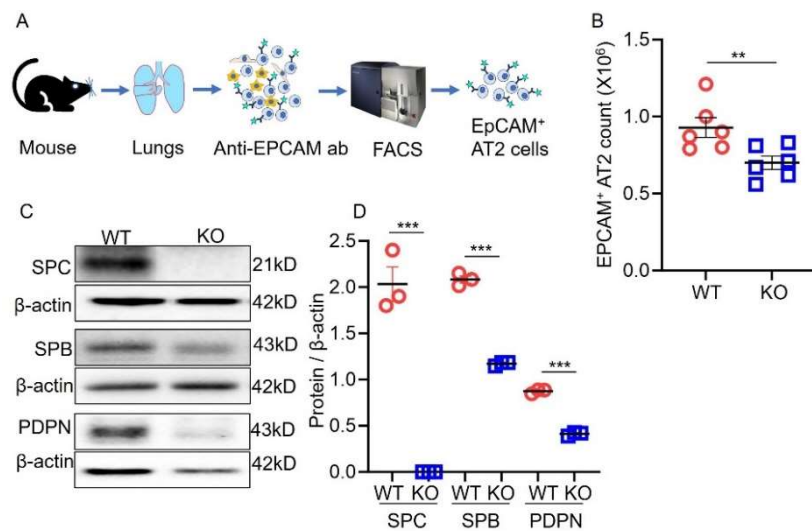 A
Mouse
Lungs
Anti-EPCAM ab
FACS
EpCAM⁺
AT2 cells
B
EPCAM⁺ AT2 count (X10⁶)
1.5
1.0
0.5
0.0
**
WT
KO
C
WT KO
SPC 21kD
β-actin 42kD
SPB 43kD
β-actin 42kD
PDPN 43kD
β-actin 42kD
D
Protein / β-actin
2.5
2.0
1.5
1.0
0.5
0.0
***
***
***
WT KO WT KO WT KO
SPC SPB PDPN